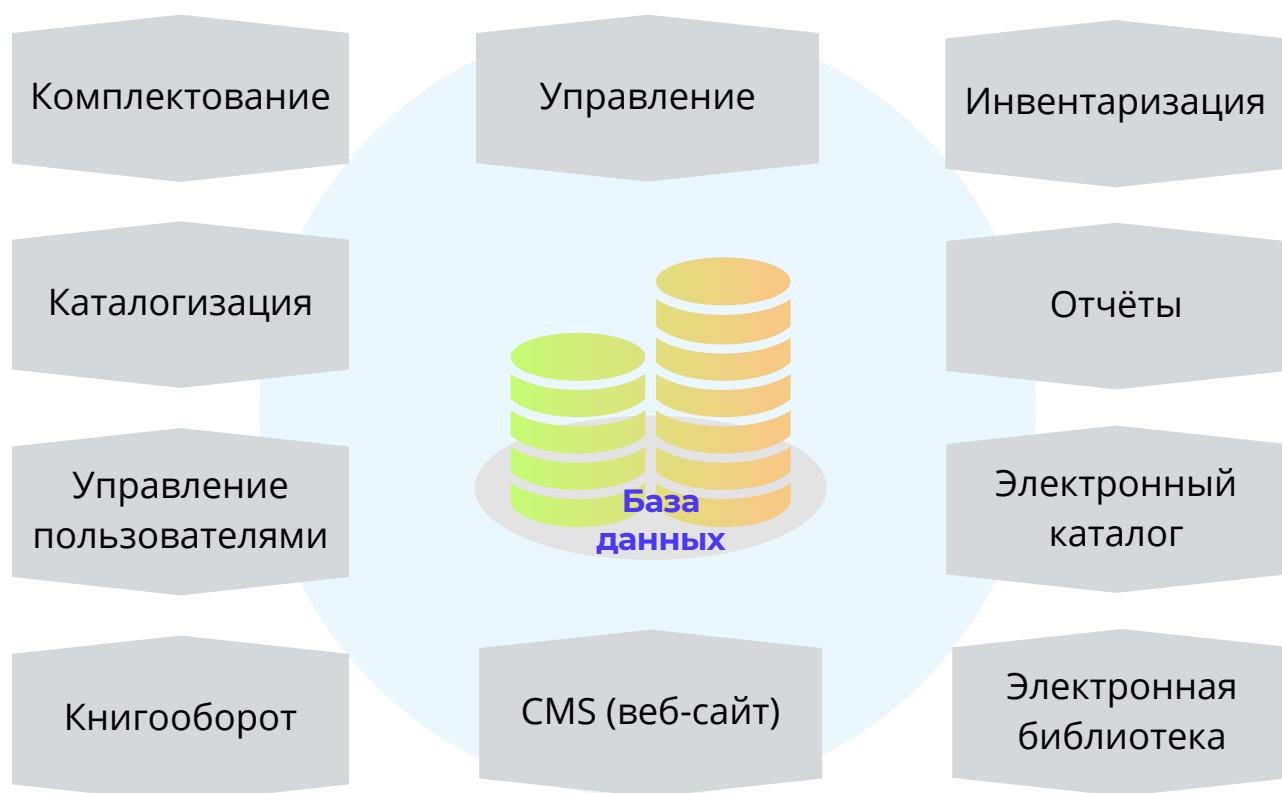 Комплектование
Управление
Инвентаризация
Каталогизация
Отчёты
Управление
пользователями
База
данных
Электронный
каталог
Книгооборот
CMS (веб-сайт)
Электронная
библиотека